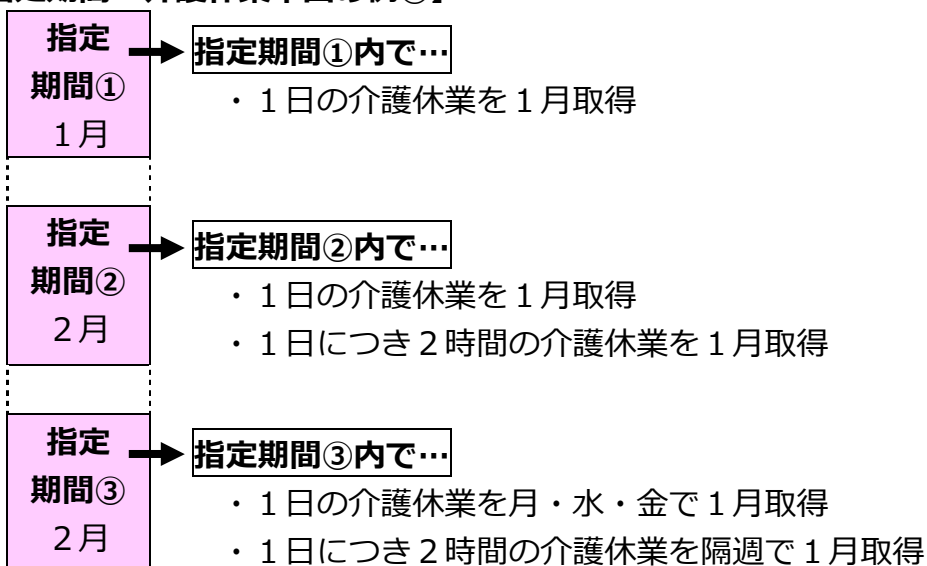 指定
期間①
１月
指定期間①内で…
・１日の介護休業を１月取得
指定
期間②
２月
指定期間②内で…
・１日の介護休業を１月取得
・１日につき２時間の介護休業を１月取得
指定
期間③
２月
指定期間③内で…
・１日の介護休業を月・水・金で１月取得
・１日につき２時間の介護休業を隔週で１月取得